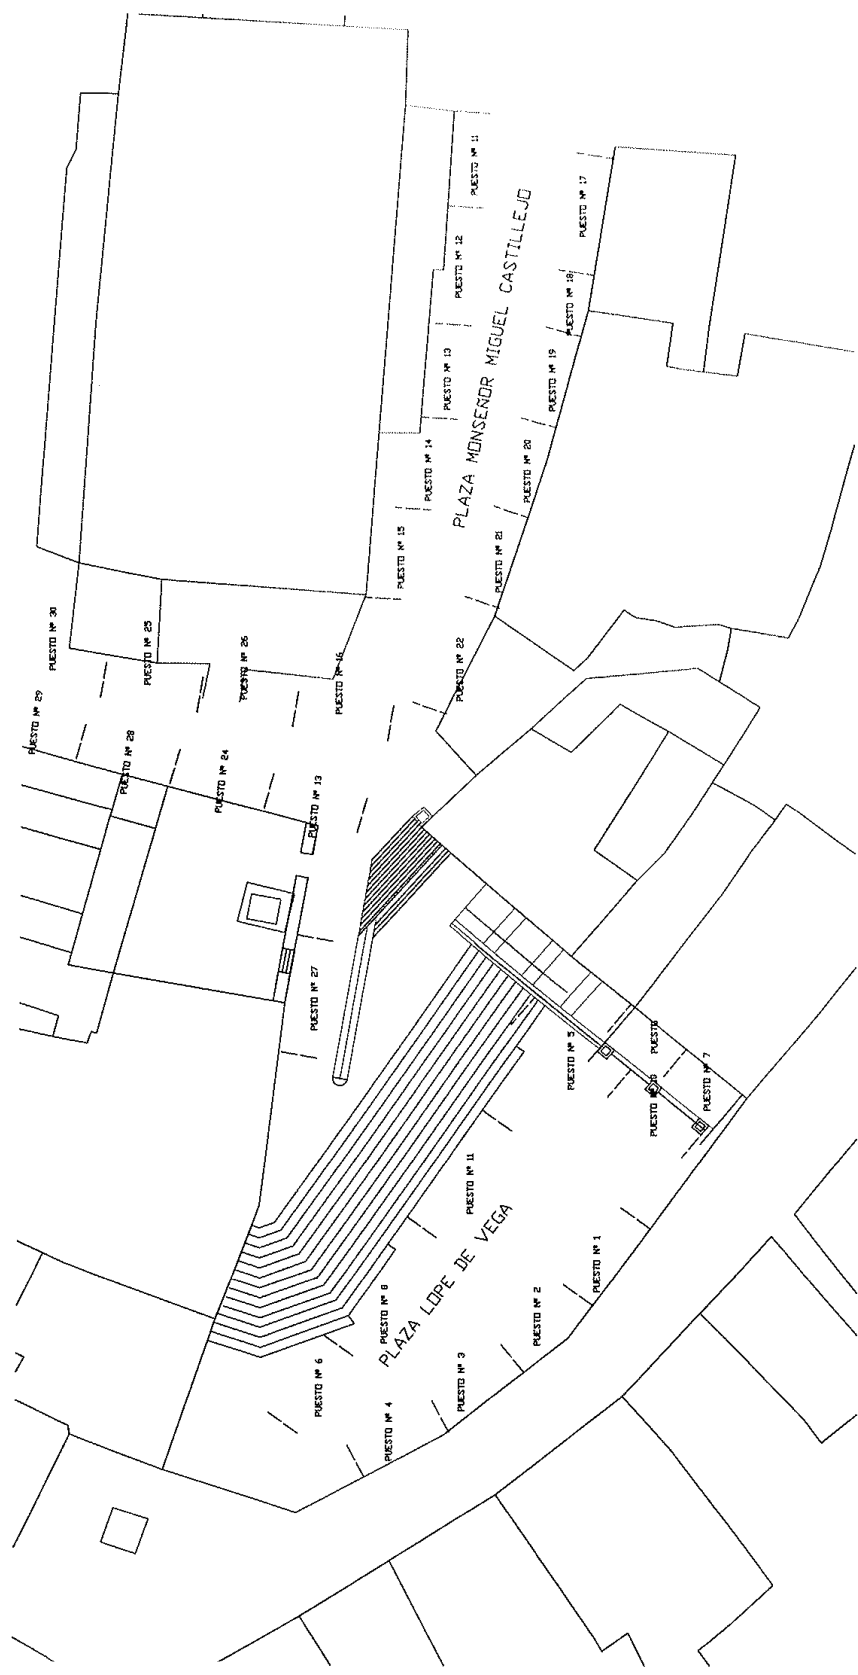 PUESTO Nº 11
PUESTO Nº 17
PUESTO Nº 12
PUESTO Nº 18
PLAZA MONSEÑOR MIGUEL CASTILLEJO
PUESTO Nº 13
PUESTO Nº 19
PUESTO Nº 14
PUESTO Nº 20
PUESTO Nº 15
PUESTO Nº 21
PUESTO Nº 30
PUESTO Nº 25
PUESTO Nº 26
PUESTO Nº 16
PUESTO Nº 22
PUESTO Nº 29
PUESTO Nº 28
PUESTO Nº 24
PUESTO Nº 13
PUESTO Nº 27
PUESTO Nº 5
PUESTO
PUESTO Nº 7
PUESTO Nº 10
PUESTO Nº 11
PLAZA LOPE DE VEGA
PUESTO Nº 1
PUESTO Nº 2
PUESTO Nº 8
PUESTO Nº 3
PUESTO Nº 6
PUESTO Nº 4